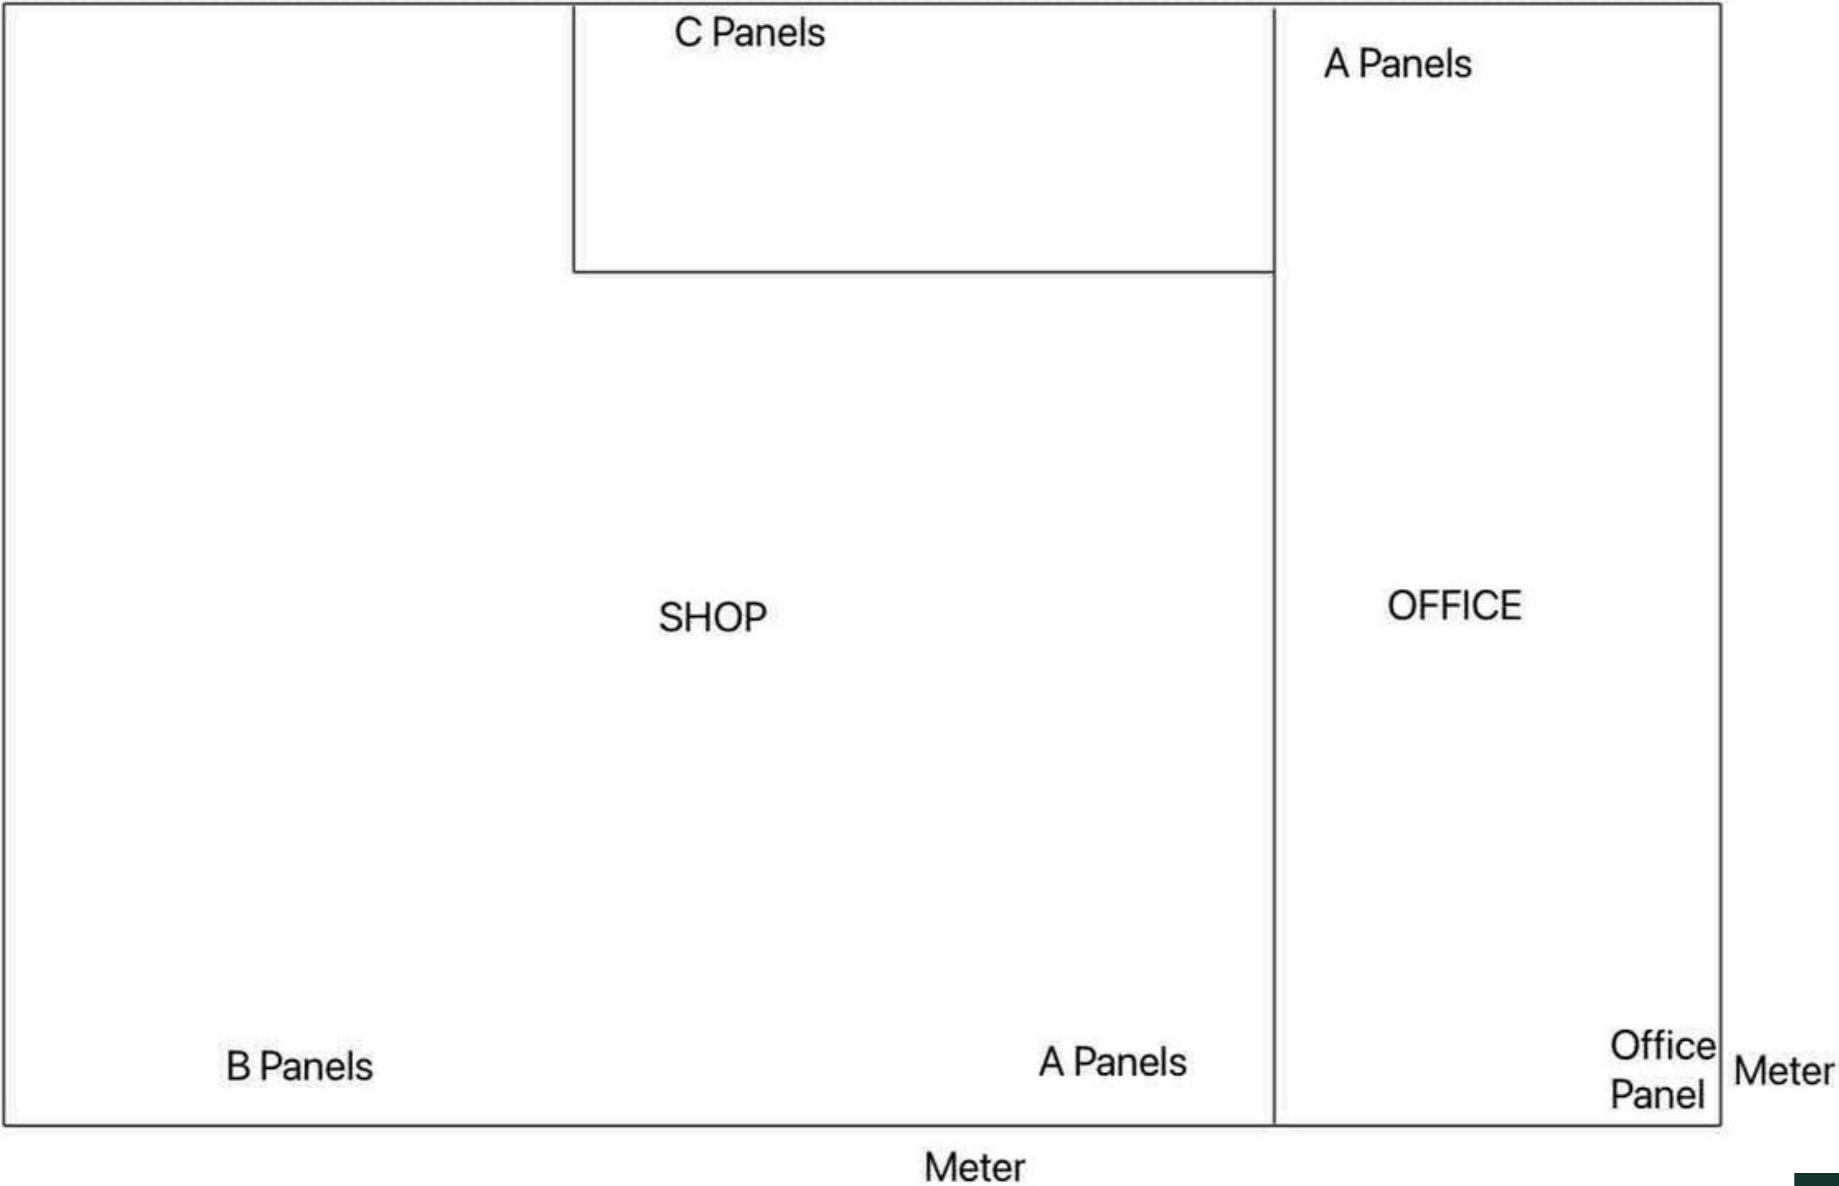 C Panels
A Panels
SHOP
OFFICE
B Panels
A Panels
Office
Panel
Meter
Meter